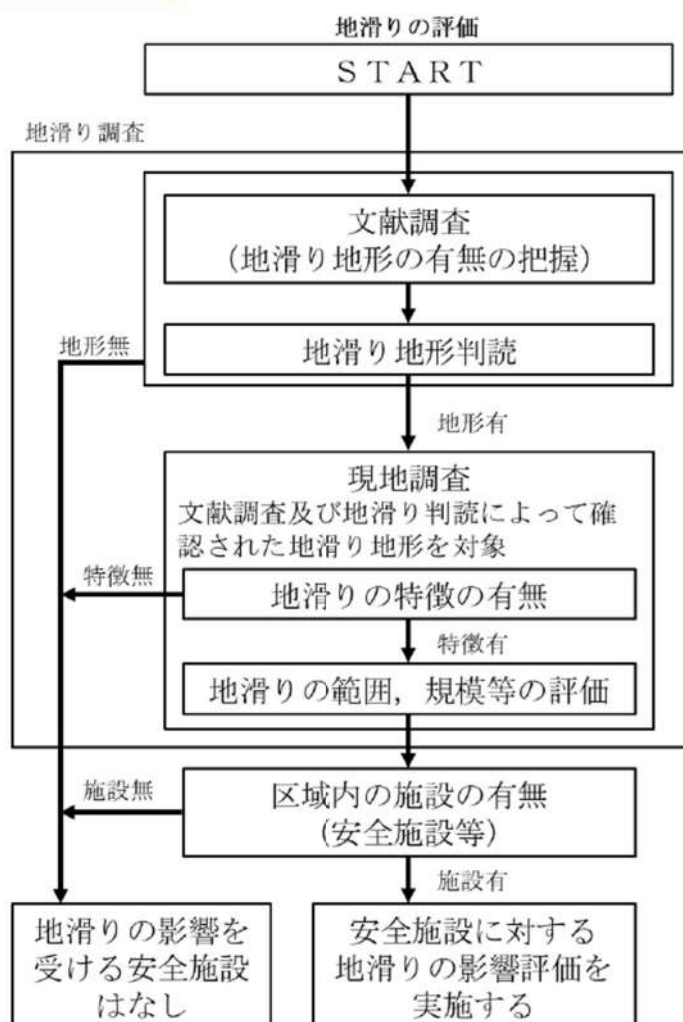 地滑りの評価
START
地滑り調査
文献調査
(地滑り地形の有無の把握)
地滑り地形判読
地形無
地形有
現地調査
文献調査及び地滑り判読によって確
認された地滑り地形を対象
特徴無
地滑りの特徴の有無
特徴有
地滑りの範囲，規模等の評価
施設無
区域内の施設の有無
(安全施設等)
施設有
地滑りの影響を
受ける安全施設
はなし
安全施設に対する
地滑りの影響評価を
実施する